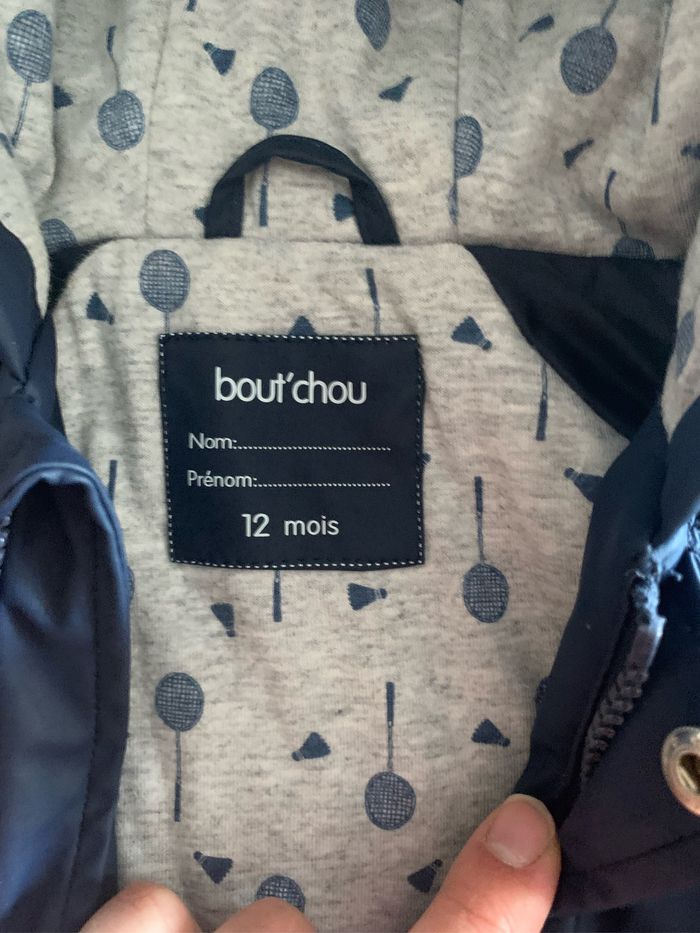 bout'chou
Nom:..............................
Prénom:..........................
12 mois